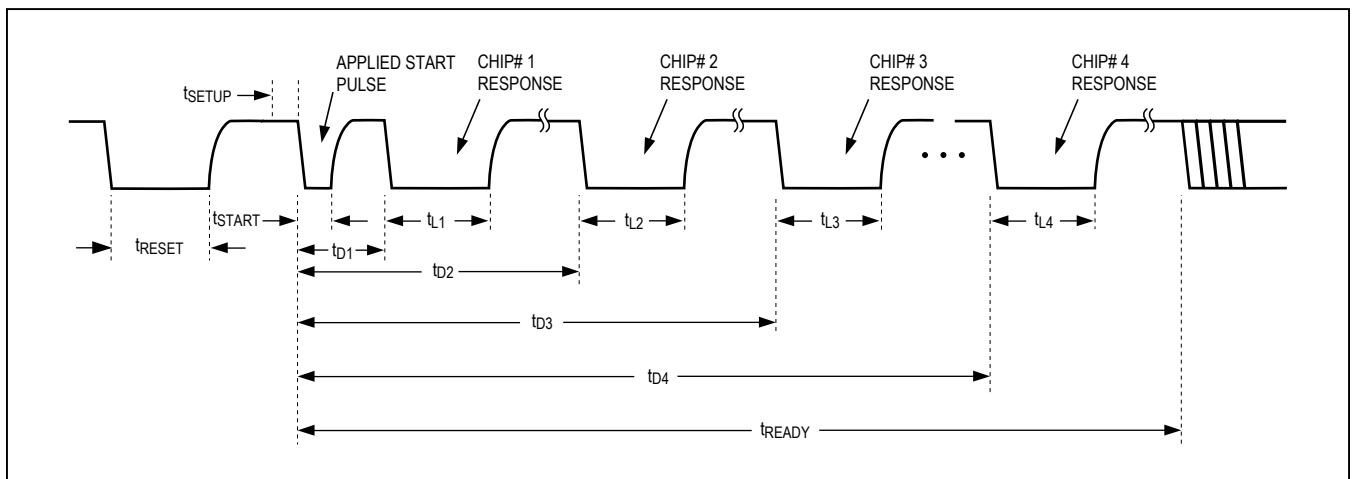 APPLIED START
PULSE
CHIP# 1
RESPONSE
CHIP# 2
RESPONSE
CHIP# 3
RESPONSE
CHIP# 4
RESPONSE
tSETUP
tSTART
tL1
tL2
tL3
tL4
tRESET
tD1
tD2
tD3
tD4
tREADY